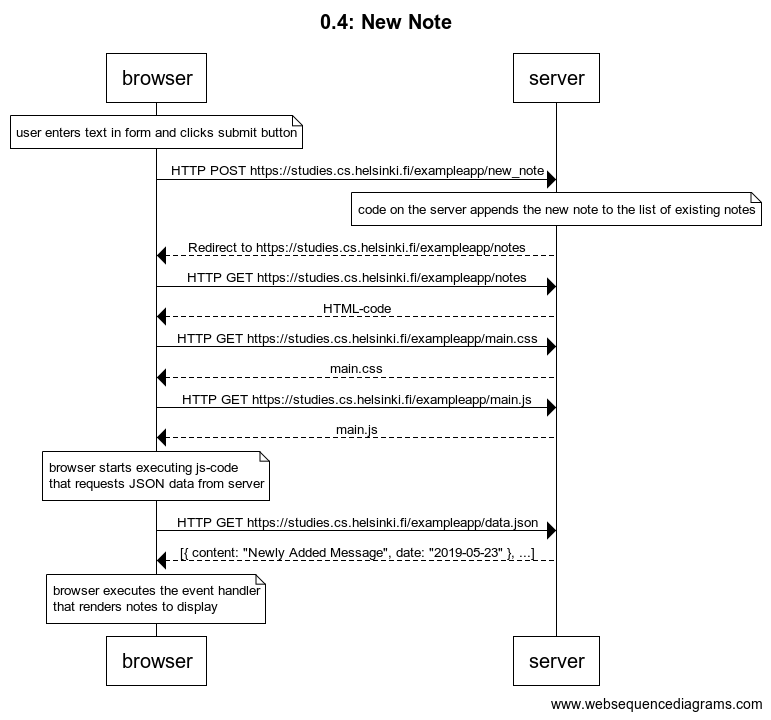 0.4: New Note
browser server
user enters text in form and clicks submit button
HTTP POST https://studies.cs.helsinki.fi/exampleapp/new_note
code on the server appends the new note to the list of existing notes
Redirect to https://studies.cs.helsinki.fi/exampleapp/notes
HTTP GET https://studies.cs.helsinki.fi/exampleapp/notes
HTML-code
HTTP GET https://studies.cs.helsinki.fi/exampleapp/main.css
main.css
HTTP GET https://studies.cs.helsinki.fi/exampleapp/main.js
main.js
browser starts executing js-code
that requests JSON data from server
HTTP GET https://studies.cs.helsinki.fi/exampleapp/data.json
[{ content: "Newly Added Message", date: "2019-05-23" }, ...]
browser executes the event handler
that renders notes to display
browser server
www.websequencediagrams.com